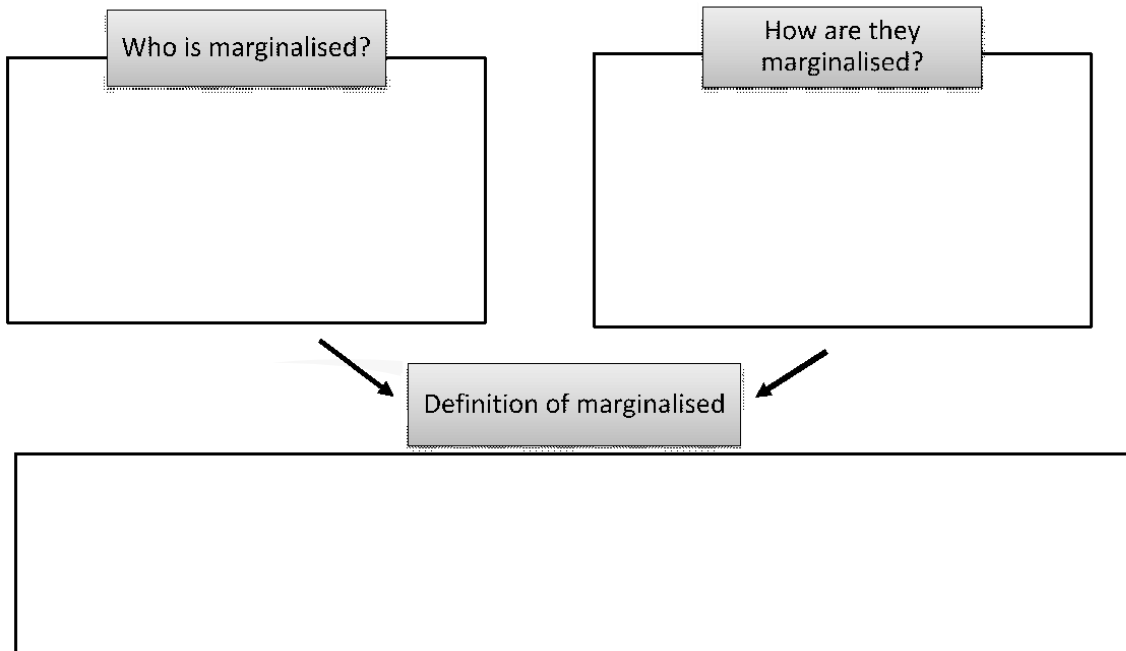 Who is marginalised?
How are they
marginalised?
Definition of marginalised